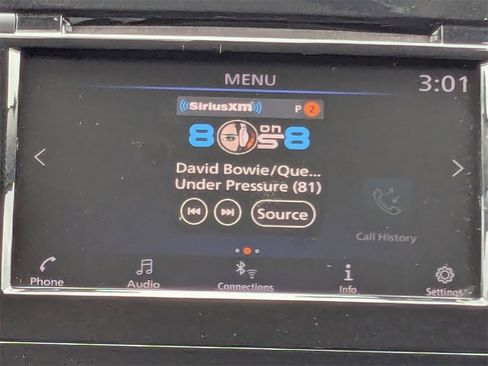 MENU
3:01
SiriusXM P 2
8 on 8
David Bowie/Que...
Under Pressure (81)
Source
Call History
Phone
Audio
Connections
Info
Settings